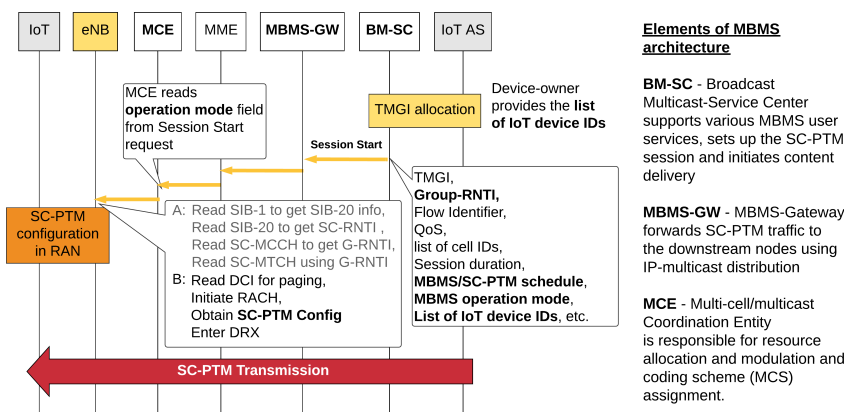 IoT
eNB
MCE
MME
MBMS-GW
BM-SC
IoT AS
MCE reads
operation mode field
from Session Start
request
TMGI allocation
Device-owner
provides the list
of IoT device IDs
Session Start
TMGI,
Group-RNTI,
Flow Identifier,
QoS,
list of cell IDs,
Session duration,
MBMS/SC-PTM schedule,
MBMS operation mode,
List of IoT device IDs, etc.
SC-PTM
configuration
in RAN
A: Read SIB-1 to get SIB-20 info,
Read SIB-20 to get SC-RNTI ,
Read SC-MCCH to get G-RNTI,
Read SC-MTCH using G-RNTI
B: Read DCI for paging,
Initiate RACH,
Obtain SC-PTM Config
Enter DRX
SC-PTM Transmission
Elements of MBMS
architecture
BM-SC - Broadcast
Multicast-Service Center
supports various MBMS user
services, sets up the SC-PTM
session and initiates content
delivery
MBMS-GW - MBMS-Gateway
forwards SC-PTM traffic to
the downstream nodes using
IP-multicast distribution
MCE - Multi-cell/multicast
Coordination Entity
is responsible for resource
allocation and modulation and
coding scheme (MCS)
assignment.